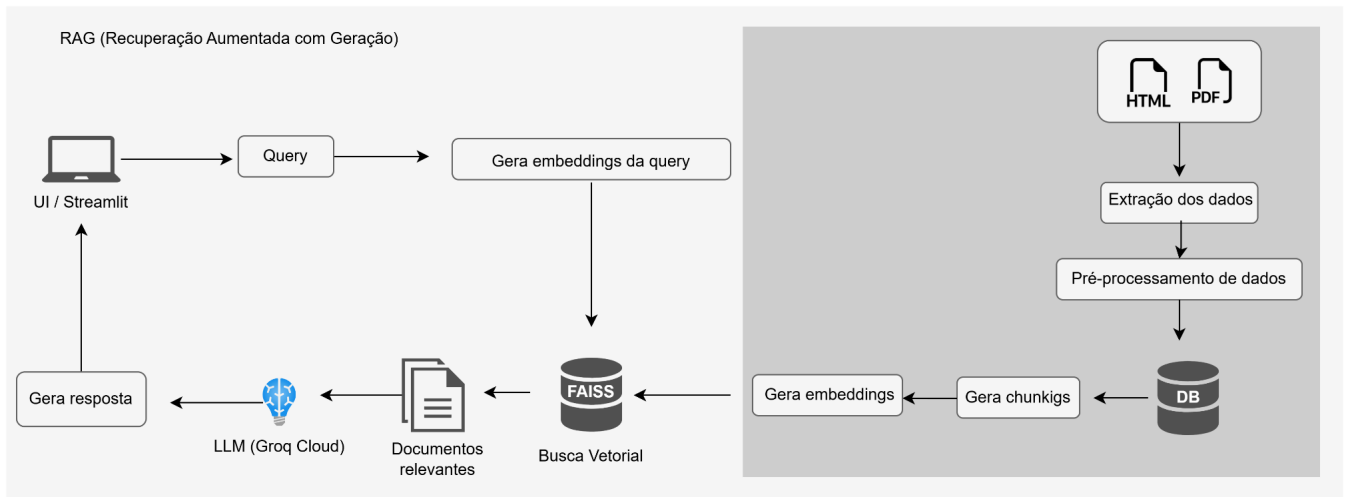 RAG (Recuperação Aumentada com Geração)
HTML
PDF
UI / Streamlit
Query
Gera embeddings da query
Extração dos dados
Pré-processamento de dados
DB
Gera chunkigs
Gera embeddings
FAISS
Busca Vetorial
Documentos
relevantes
LLM (Groq Cloud)
Gera resposta